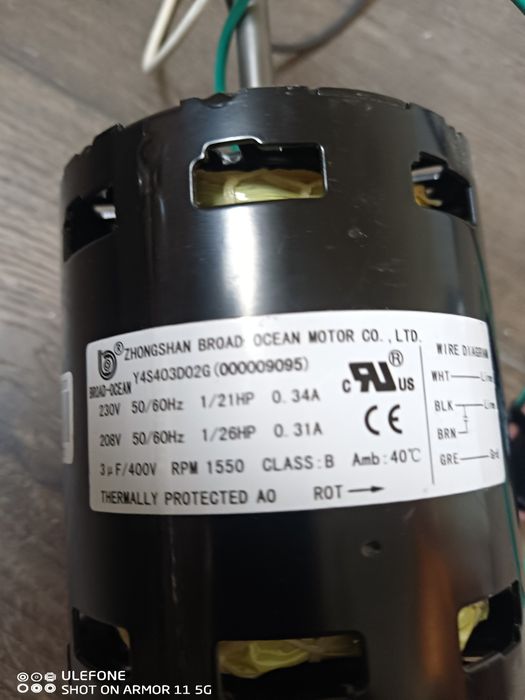 ZHONGSHAN BROAD OCEAN MOTOR CO., LTD.
BROAD-OCEAN
Y4S403D02G(000009095)
230V 50/60Hz 1/21HP 0.34A
208V 50/60Hz 1/26HP 0.31A
3μF/400V RPM 1550 CLASS:B Amb:40℃
THERMALLY PROTECTED AO ROT→
c RU® US
CE
WIRE DIAGRAM
WHT
BLK
BRN
GRE Grd
ULEFONE
SHOT ON ARMOR 11 5G